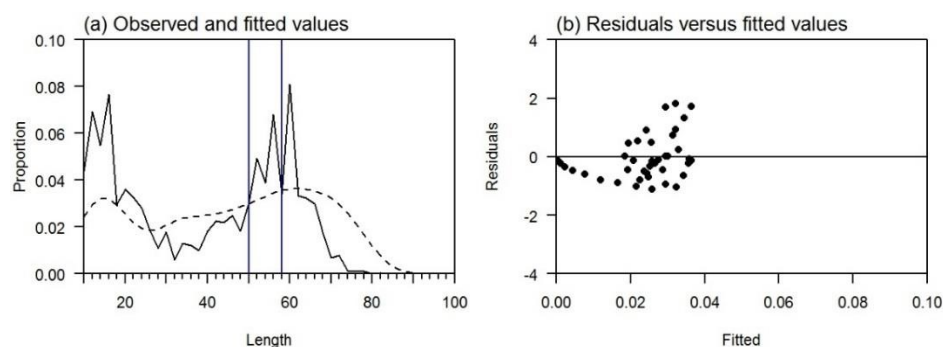 (a) Observed and fitted values
0.10
0.08
0.06
0.04
0.02
0.00
Proportion
20 40 60 80 100
Length
(b) Residuals versus fitted values
4
2
0
-2
-4
Residuals
0.00 0.02 0.04 0.06 0.08 0.10
Fitted